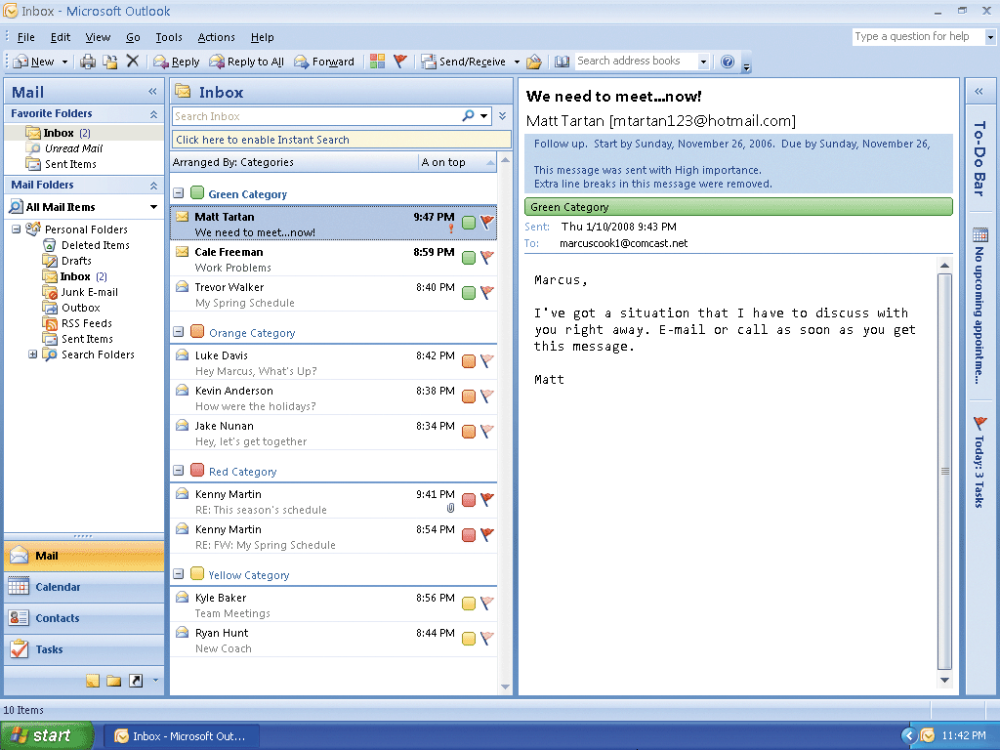 Inbox - Microsoft Outlook
File Edit View Go Tools Actions Help
Type a question for help
New Reply Reply to All Forward Send/Receive Search address books
Mail «
Favorite Folders
Inbox (2)
Unread Mail
Sent Items
Mail Folders
All Mail Items
Personal Folders
Deleted Items
Drafts
Inbox (2)
Junk E-mail
Outbox
RSS Feeds
Sent Items
Search Folders
Mail
Calendar
Contacts
Tasks
Inbox
Search Inbox
Click here to enable Instant Search
Arranged By: Categories A on top
Green Category
Matt Tartan 9:47 PM
We need to meet...now!
Cale Freeman 8:59 PM
Work Problems
Trevor Walker 8:40 PM
My Spring Schedule
Orange Category
Luke Davis 8:42 PM
Hey Marcus, What's Up?
Kevin Anderson 8:38 PM
How were the holidays?
Jake Nunan 8:34 PM
Hey, let's get together
Red Category
Kenny Martin 9:41 PM
RE: This season's schedule
Kenny Martin 8:54 PM
RE: FW: My Spring Schedule
Yellow Category
Kyle Baker 8:56 PM
Team Meetings
Ryan Hunt 8:44 PM
New Coach
We need to meet...now!
Matt Tartan [mtartan123@hotmail.com]
Follow up. Start by Sunday, November 26, 2006. Due by Sunday, November 26,
This message was sent with High importance.
Extra line breaks in this message were removed.
Green Category
Sent: Thu 1/10/2008 9:43 PM
To: marcuscook1@comcast.net
Marcus,
I've got a situation that I have to discuss with
you right away. E-mail or call as soon as you get
this message.
Matt
«
To-Do Bar
No upcoming appointme...
Today: 3 Tasks
10 Items
start Inbox - Microsoft Out... 11:42 PM